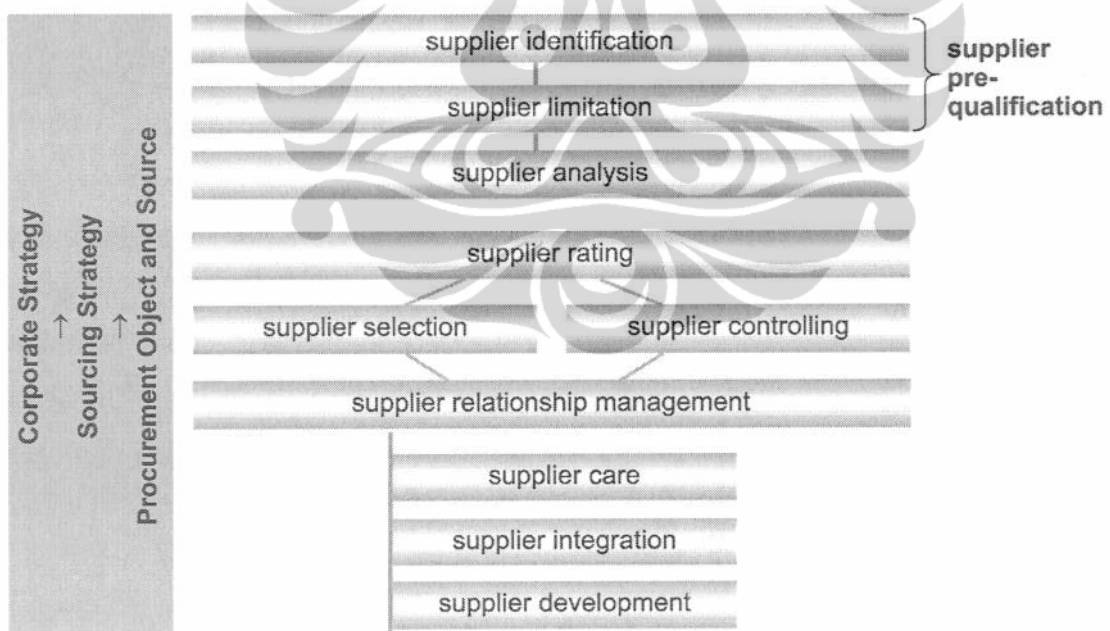 supplier identification
supplier
pre-
qualification
supplier limitation
supplier analysis
supplier rating
supplier selection
supplier controlling
supplier relationship management
supplier care
supplier integration
supplier development
Corporate Strategy
→
Sourcing Strategy
→
Procurement Object and Source